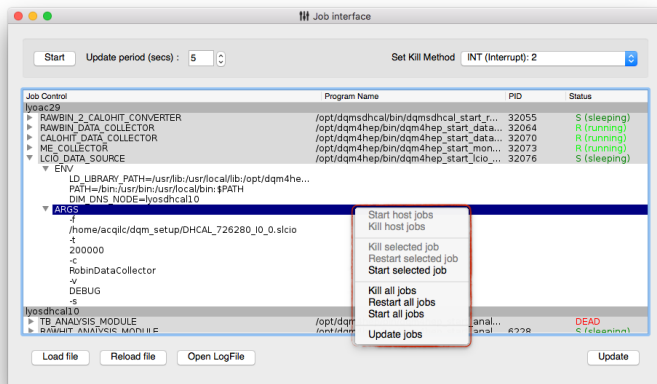 Job interface
Start Update period (secs) : 5 Set Kill Method INT (Interrupt): 2
Job Control Program Name PID Status
lyoac29
RAWBIN_2_CALOHIT_CONVERTER /opt/dqmsdhcal/bin/dqmsdhcal_start_r... 32055 S (sleeping)
RAWBIN_DATA_COLLECTOR /opt/dqm4hep/bin/dqm4hep_start_data... 32064 R (running)
CALOHIT_DATA_COLLECTOR /opt/dqm4hep/bin/dqm4hep_start_data... 32070 R (running)
ME_COLLECTOR /opt/dqm4hep/bin/dqm4hep_start_mon... 32073 R (running)
LCIO_DATA_SOURCE /opt/dqm4hep/bin/dqm4hep_start_lcio_... 32076 S (sleeping)
ENV
LD_LIBRARY_PATH=/usr/lib:/usr/local/lib:/opt/dqm4he...
PATH=/bin:/usr/bin:/usr/local/bin:$PATH
DIM_DNS_NODE=lyosdhcal10
ARGS
-f
/home/acqilc/dqm_setup/DHCAL_726280_I0_0.slcio
-t
200000
-c
RobinDataCollector
-v
DEBUG
-s
Start host jobs
Kill host jobs
Kill selected job
Restart selected job
Start selected job
Kill all jobs
Restart all jobs
Start all jobs
Update jobs
lyosdhcal10
TB_ANALYSIS_MODULE /opt/dqm _anal... DEAD
RAWHIT_ANALYSIS_MODULE /opt/dqm _anal... 6228 S (sleeping)
Load file Reload file Open LogFile Update